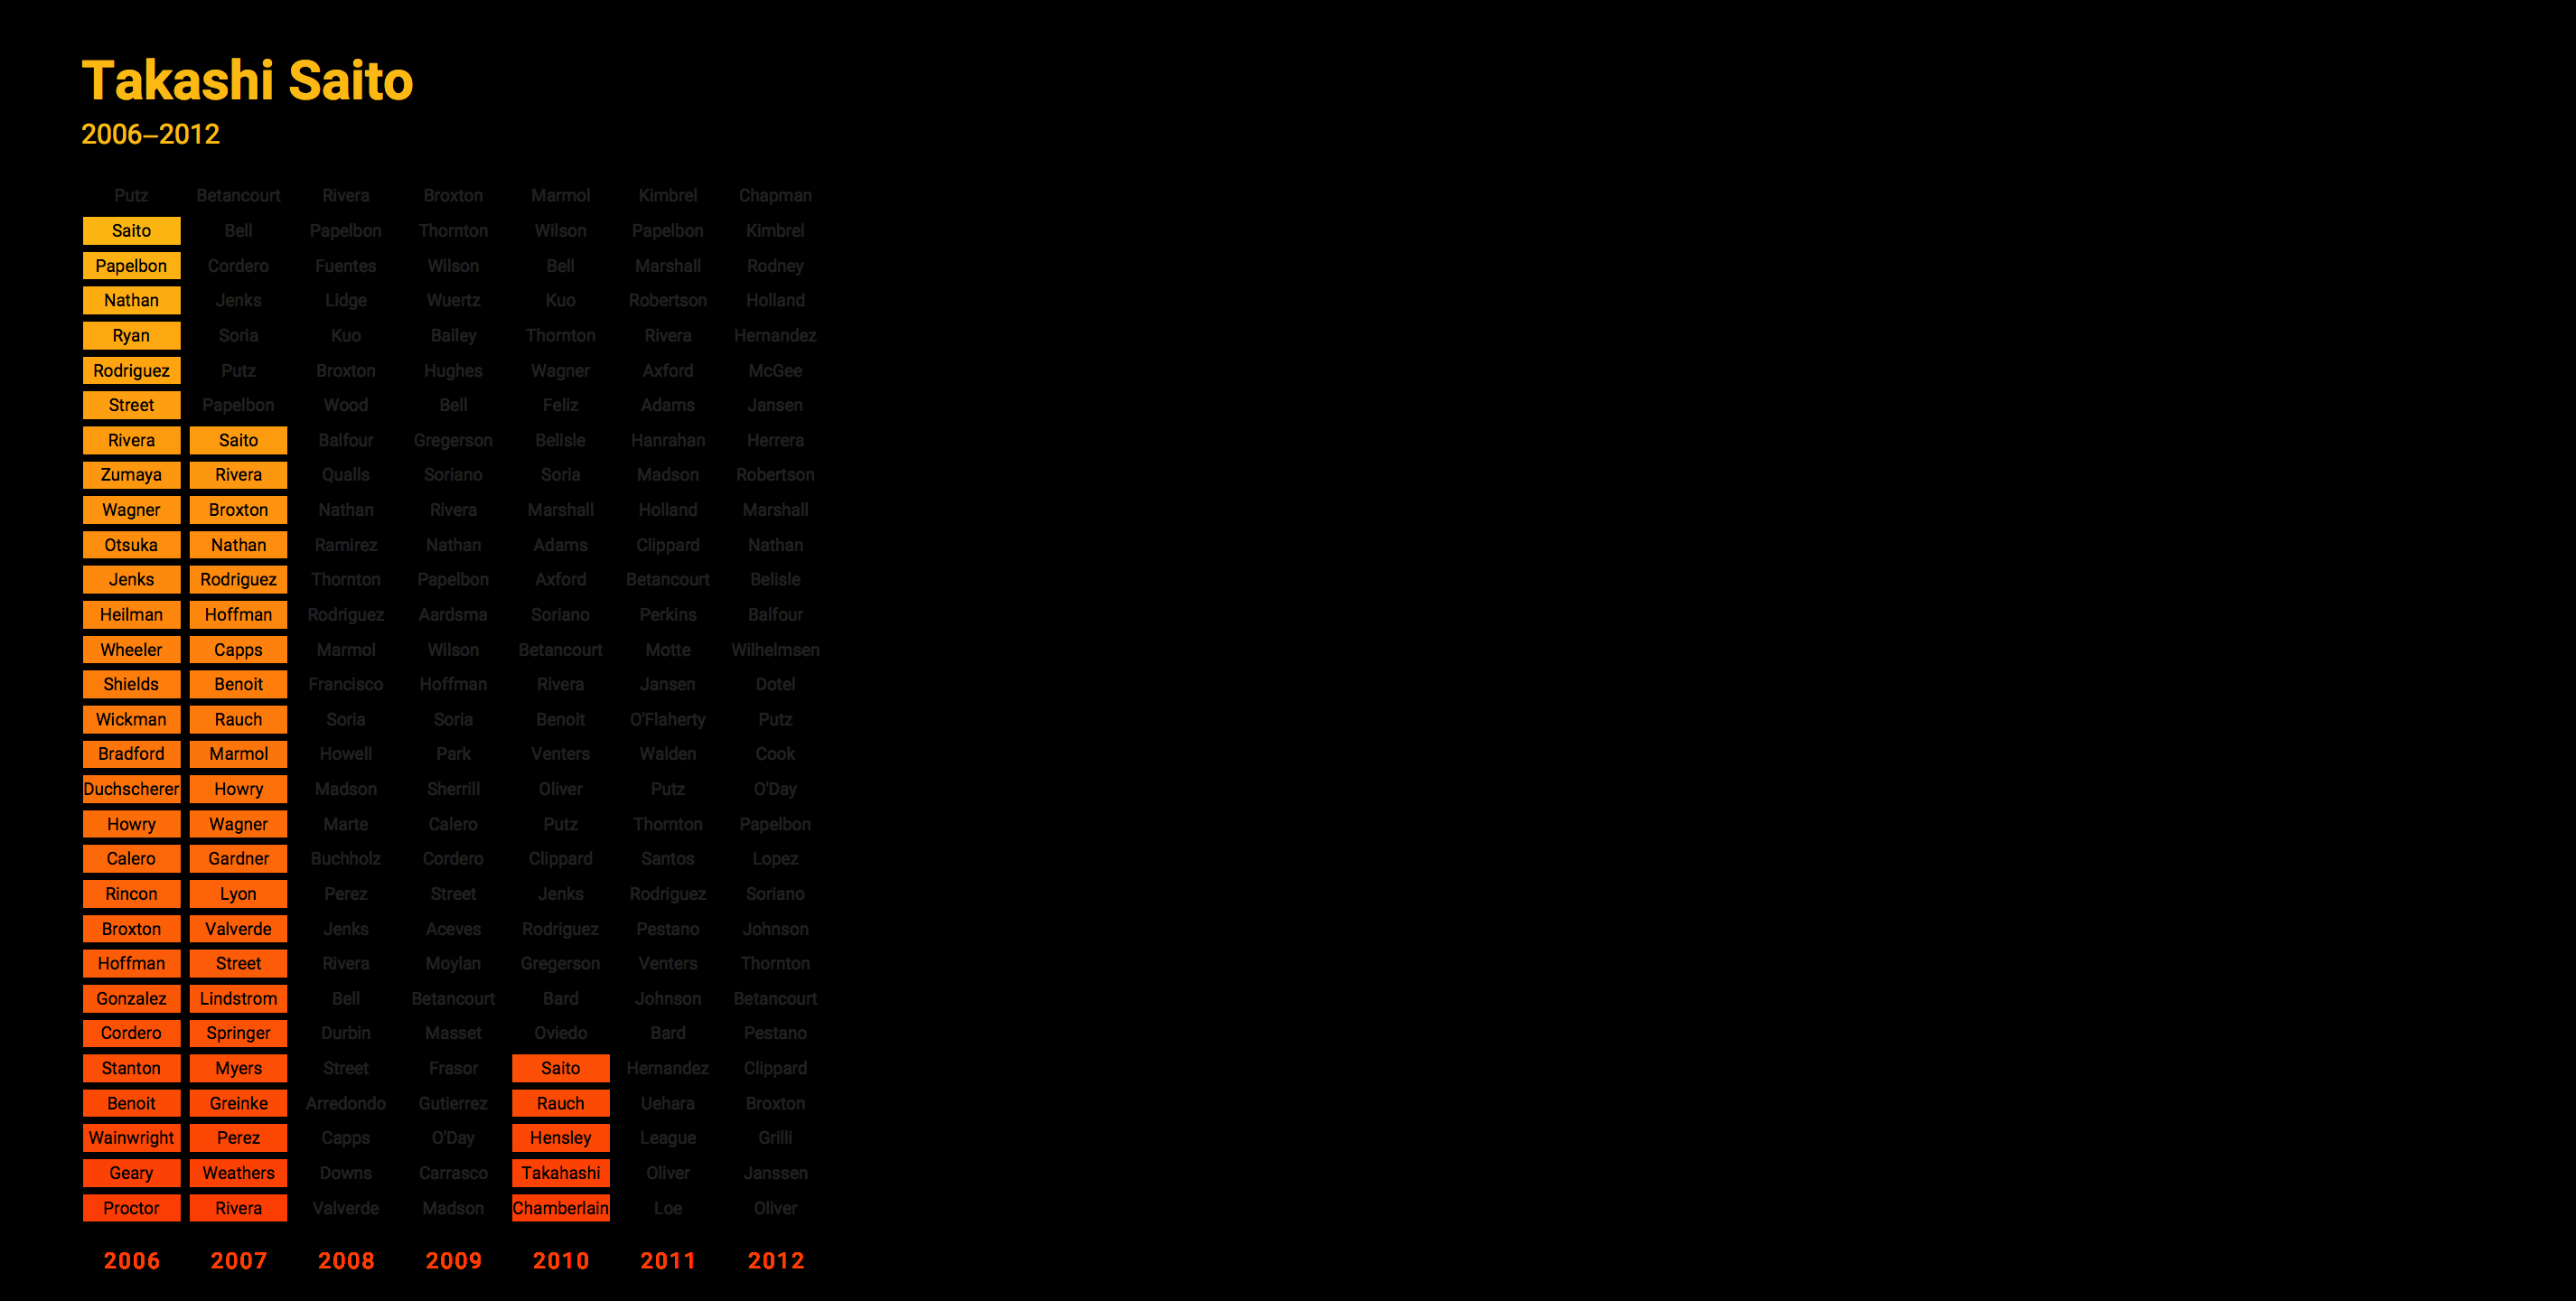 Takashi Saito
2006–2012
Putz Betancourt Rivera Broxton Marmol Kimbrel Chapman
Saito Bell Papelbon Thornton Wilson Papelbon Kimbrel
Papelbon Cordero Fuentes Wilson Bell Marshall Rodney
Nathan Jenks Lidge Wuertz Kuo Robertson Holland
Ryan Soria Kuo Bailey Thornton Rivera Hernandez
Rodriguez Putz Broxton Hughes Wagner Axford McGee
Street Papelbon Wood Bell Feliz Adams Jansen
Rivera Saito Balfour Gregerson Belisle Hanrahan Herrera
Zumaya Rivera Qualls Soriano Soria Madson Robertson
Wagner Broxton Nathan Rivera Marshall Holland Marshall
Otsuka Nathan Ramirez Nathan Adams Clippard Nathan
Jenks Rodriguez Thornton Papelbon Axford Betancourt Belisle
Heilman Hoffman Rodriguez Aardsma Soriano Perkins Balfour
Wheeler Capps Marmol Wilson Betancourt Motte Wilhelmsen
Shields Benoit Francisco Hoffman Rivera Jansen Dotel
Wickman Rauch Soria Soria Benoit O'Flaherty Putz
Bradford Marmol Howell Park Venters Walden Cook
Duchscherer Howry Madson Sherrill Oliver Putz O'Day
Howry Wagner Marte Calero Putz Thornton Papelbon
Calero Gardner Buchholz Cordero Clippard Santos Lopez
Rincon Lyon Perez Street Jenks Rodriguez Soriano
Broxton Valverde Jenks Aceves Rodriguez Pestano Johnson
Hoffman Street Rivera Moylan Gregerson Venters Thornton
Gonzalez Lindstrom Bell Betancourt Bard Johnson Betancourt
Cordero Springer Durbin Masset Oviedo Bard Pestano
Stanton Myers Street Frasor Saito Hernandez Clippard
Benoit Greinke Arredondo Gutierrez Rauch Uehara Broxton
Wainwright Perez Capps O'Day Hensley League Grilli
Geary Weathers Downs Carrasco Takahashi Oliver Janssen
Proctor Rivera Valverde Madson Chamberlain Loe Oliver
2006 2007 2008 2009 2010 2011 2012